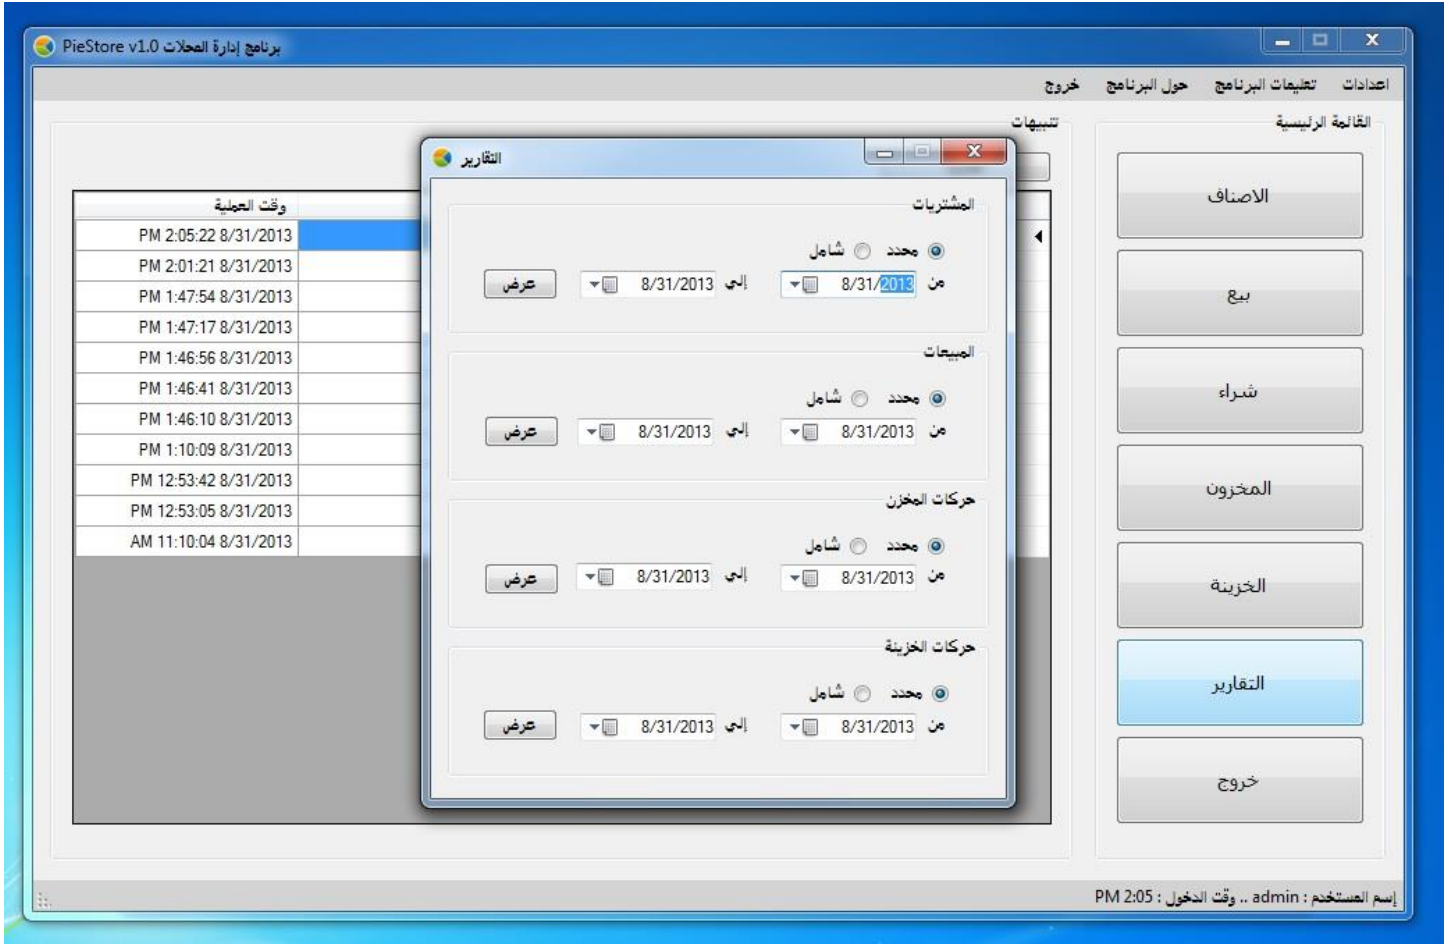 برنامج إدارة المحلات PieStore v1.0
اعدادات تعليمات البرنامج حول البرنامج خروج
القائمة الرئيسية
الاصناف
بيع
شراء
المخزون
الخزينة
التقارير
خروج
تنبيهات
وقت العملية
PM 2:05:22 8/31/2013
PM 2:01:21 8/31/2013
PM 1:47:54 8/31/2013
PM 1:47:17 8/31/2013
PM 1:46:56 8/31/2013
PM 1:46:41 8/31/2013
PM 1:46:10 8/31/2013
PM 1:10:09 8/31/2013
PM 12:53:42 8/31/2013
PM 12:53:05 8/31/2013
AM 11:10:04 8/31/2013
التقارير
المشتريات
محدد شامل
من 8/31/2013 إلي 8/31/2013 عرض
المبيعات
محدد شامل
من 8/31/2013 إلي 8/31/2013 عرض
حركات المخزن
محدد شامل
من 8/31/2013 إلي 8/31/2013 عرض
حركات الخزينة
محدد شامل
من 8/31/2013 إلي 8/31/2013 عرض
إسم المستخدم : admin .. وقت الدخول : 2:05 PM